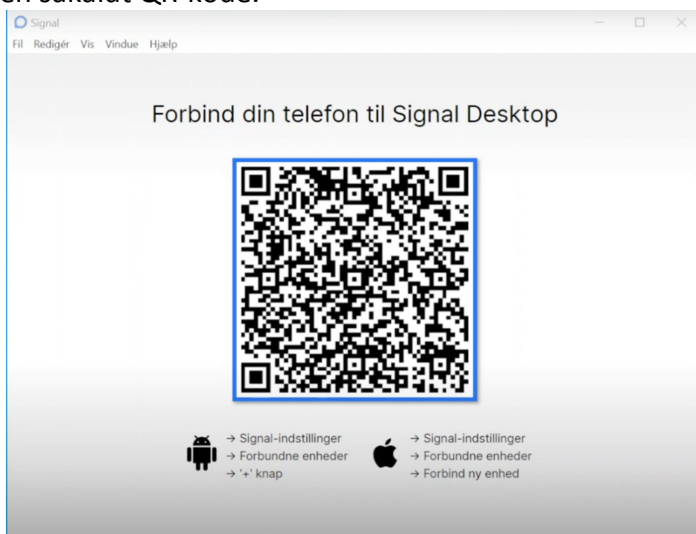 en såkaldt QR-kode.
Signal
Fil Redigér Vis Vindue Hjælp
Forbind din telefon til Signal Desktop
→ Signal-indstillinger
→ Forbundne enheder
→ '+' knap
→ Signal-indstillinger
→ Forbundne enheder
→ Forbind ny enhed